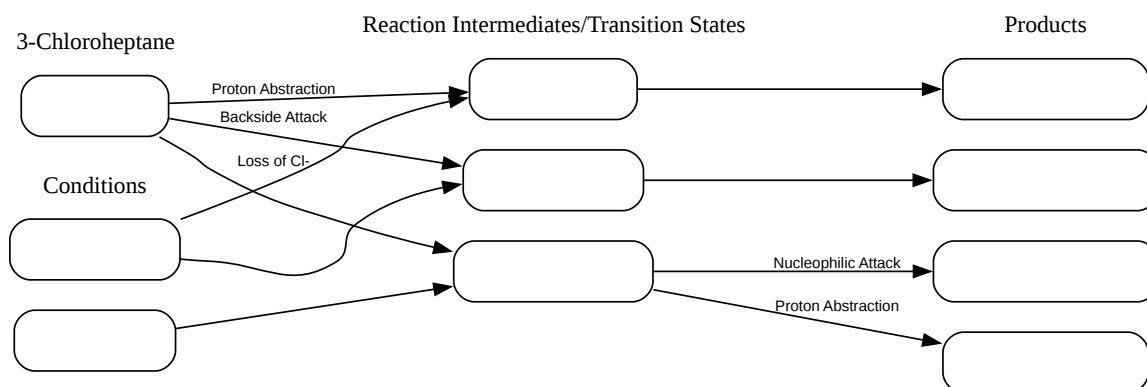 Reaction Intermediates/Transition States
Products
3-Chloroheptane
Proton Abstraction
Backside Attack
Loss of Cl-
Conditions
Nucleophilic Attack
Proton Abstraction